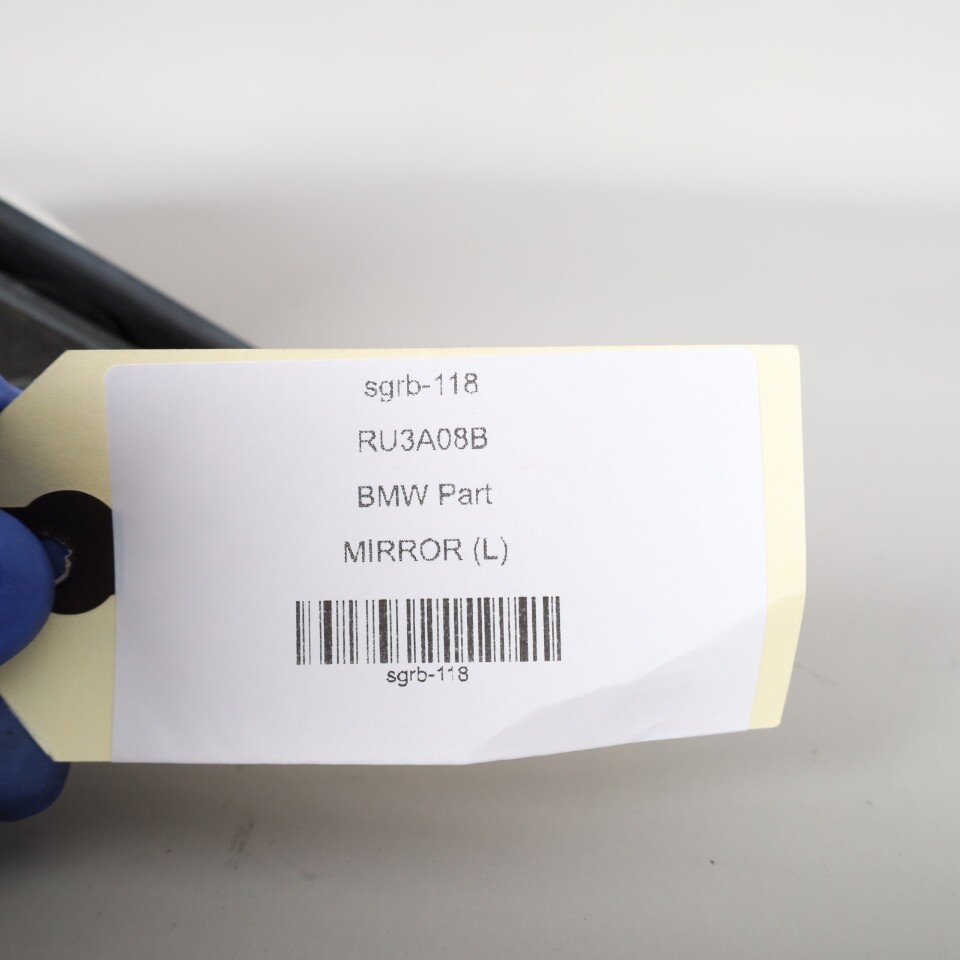 sgrb-118
RU3A08B
BMW Part
MIRROR (L)
sgrb-118